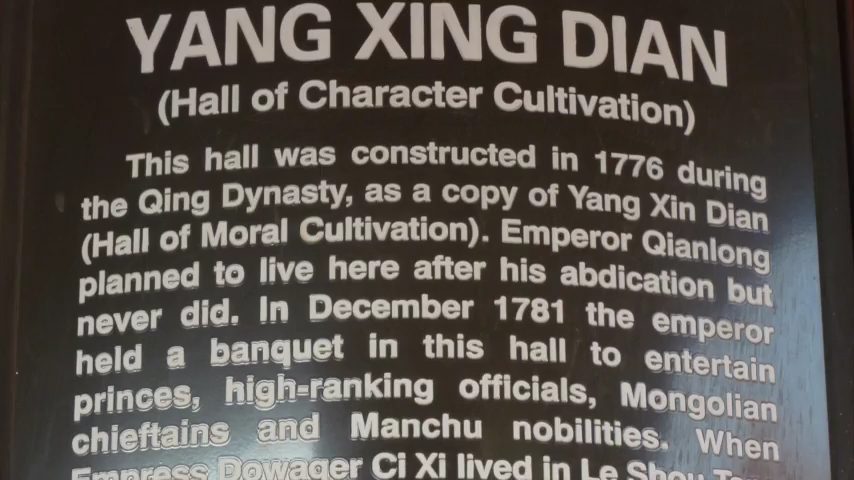 YANG XING DIAN
(Hall of Character Cultivation)
This hall was constructed in 1776 during
the Qing Dynasty, as a copy of Yang Xin Dian
(Hall of Moral Cultivation). Emperor Qianlong
planned to live here after his abdication but
never did. In December 1781 the emperor
held a banquet in this hall to entertain
princes, high-ranking officials, Mongolian
chieftains and Manchu nobilities. When
Empress Dowager Ci Xi lived in Le Shou